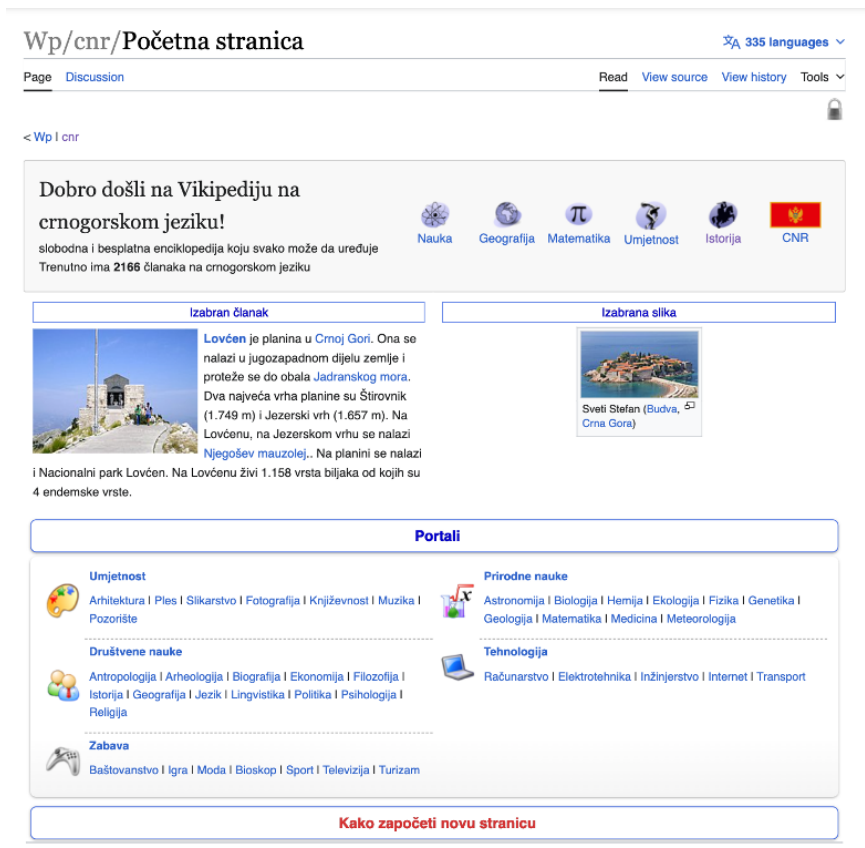 Wp/cnr/Početna stranica
335 languages
Page Discussion
Read View source View history Tools
< Wp | cnr
Dobro došli na Vikipediju na
crnogorskom jeziku!
slobodna i besplatna enciklopedija koju svako može da uređuje
Trenutno ima 2166 članaka na crnogorskom jeziku
Nauka Geografija Matematika Umjetnost Istorija CNR
Izabran članak
Lovćen je planina u Crnoj Gori. Ona se
nalazi u jugozapadnom dijelu zemlje i
proteže se do obala Jadranskog mora.
Dva najveća vrha planine su Štirovnik
(1.749 m) i Jezerski vrh (1.657 m). Na
Lovćenu, na Jezerskom vrhu se nalazi
Njegošev mauzolej.. Na planini se nalazi
i Nacionalni park Lovćen. Na Lovćenu živi 1.158 vrsta biljaka od kojih su
4 endemske vrste.
Izabrana slika
Sveti Stefan (Budva,
Crna Gora)
Portali
Umjetnost
Arhitektura | Ples | Slikarstvo | Fotografija | Književnost | Muzika |
Pozorište
Prirodne nauke
Astronomija | Biologija | Hemija | Ekologija | Fizika | Genetika |
Geologija | Matematika | Medicina | Meteorologija
Društvene nauke
Antropologija | Arheologija | Biografija | Ekonomija | Filozofija |
Istorija | Geografija | Jezik | Lingvistika | Politika | Psihologija |
Religija
Tehnologija
Računarstvo | Elektrotehnika | Inžinjerstvo | Internet | Transport
Zabava
Baštovanstvo | Igra | Moda | Bioskop | Sport | Televizija | Turizam
Kako započeti novu stranicu